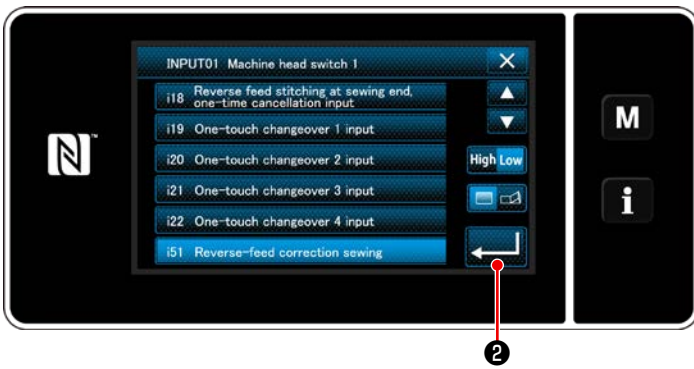 INPUT01 Machine head switch 1
i18 Reverse feed stitching at sewing end,
one-time cancellation input
i19 One-touch changeover 1 input
i20 One-touch changeover 2 input
High Low
i21 One-touch changeover 3 input
i22 One-touch changeover 4 input
i51 Reverse-feed correction sewing
M
i
❷